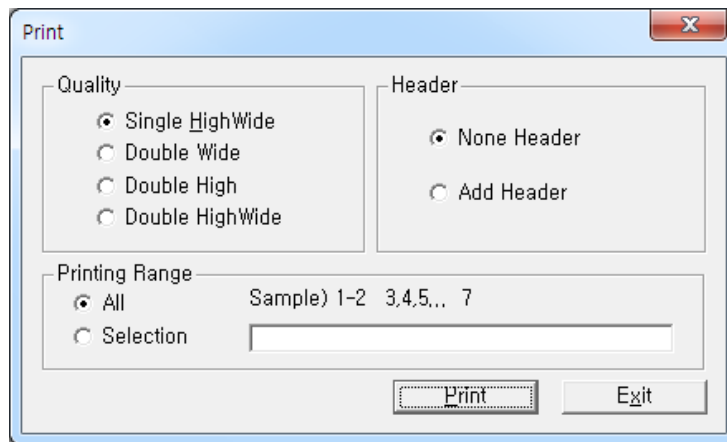 Print
Quality
Single HighWide
Double Wide
Double High
Double HighWide
Header
None Header
Add Header
Printing Range
All
Sample) 1-2 3,4,5,,, 7
Selection
Print
Exit